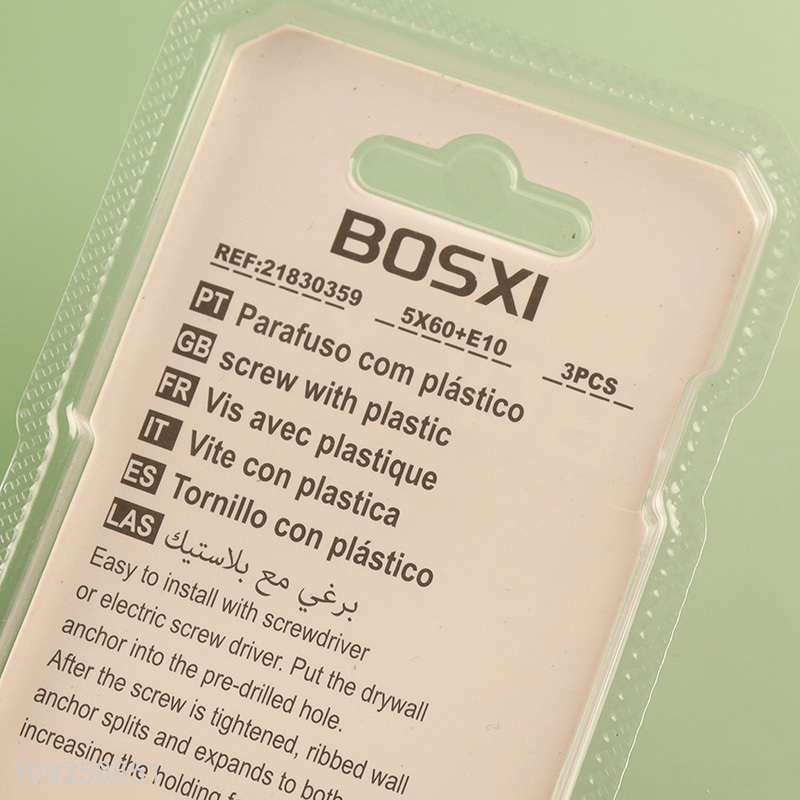 BOSXI
REF:21830359 5X60+E10 3PCS
PT Parafuso com plástico
GB screw with plastic
FR Vis avec plastique
IT Vite con plastica
ES Tornillo con plástico
LAS برغي مع بلاستيك
Easy to install with screwdriver
or electric screw driver. Put the drywall
anchor into the pre-drilled hole.
After the screw is tightened, ribbed wall
anchor splits and expands to both
increasing the holding